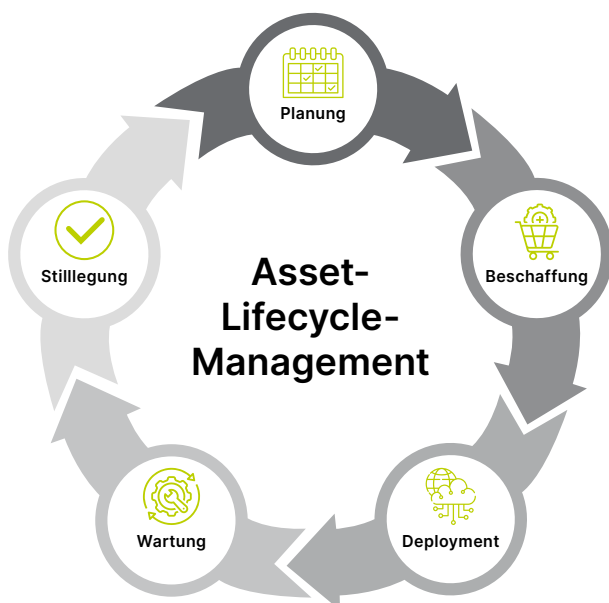 Planung
Beschaffung
Deployment
Wartung
Stilllegung
Asset-
Lifecycle-
Management